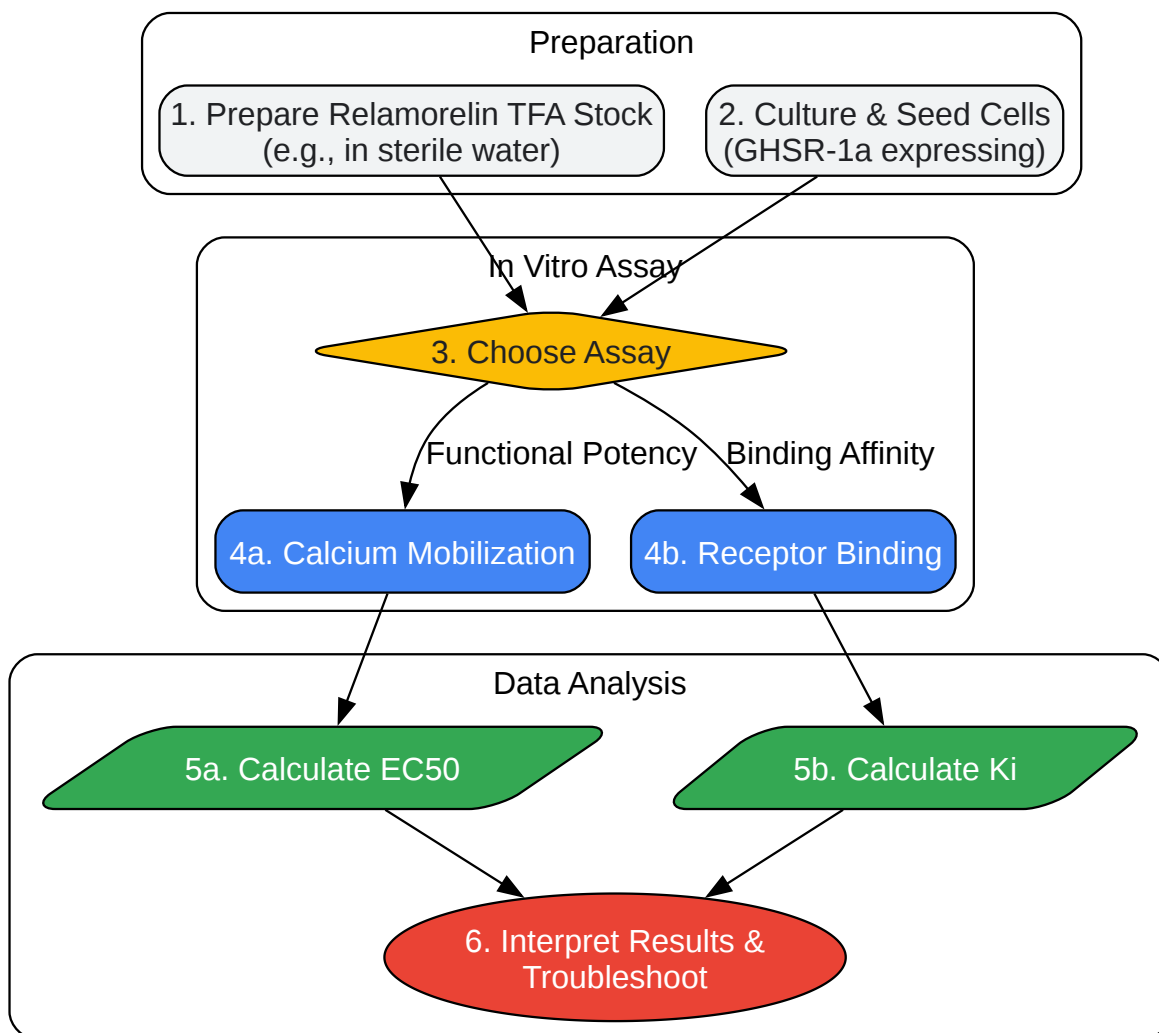 Preparation
1. Prepare Relamorelin TFA Stock
(e.g., in sterile water)
2. Culture & Seed Cells
(GHSR-1a expressing)
In Vitro Assay
3. Choose Assay
Functional Potency
Binding Affinity
4a. Calcium Mobilization
4b. Receptor Binding
Data Analysis
5a. Calculate EC50
5b. Calculate Ki
6. Interpret Results &
Troubleshoot